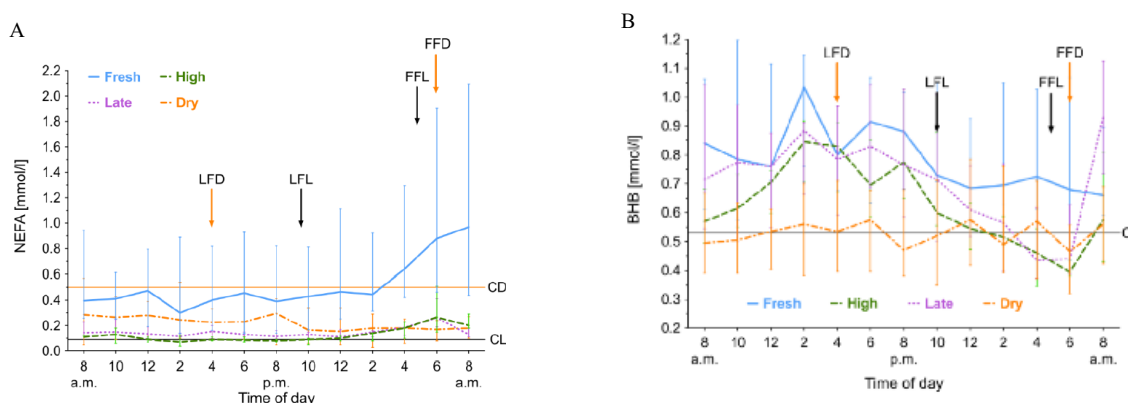 A
FFD
FFL
LFD
LFL
Fresh
High
Late
Dry
NEFA [mmol/l]
2.2
2.0
1.8
1.6
1.4
1.2
1.0
0.8
0.6
0.4
0.2
0.0
CD
CL
8 10 12 2 4 6 8 10 12 2 4 6 8
a.m. p.m. a.m.
Time of day
B
LFD
LFL
FFL
FFD
BHB [mmol/l]
1.2
1.1
1.0
0.9
0.8
0.7
0.6
0.5
0.4
0.3
0.2
C
Fresh High Late Dry
8 10 12 2 4 6 8 10 12 2 4 6 8
a.m. p.m. a.m.
Time of day